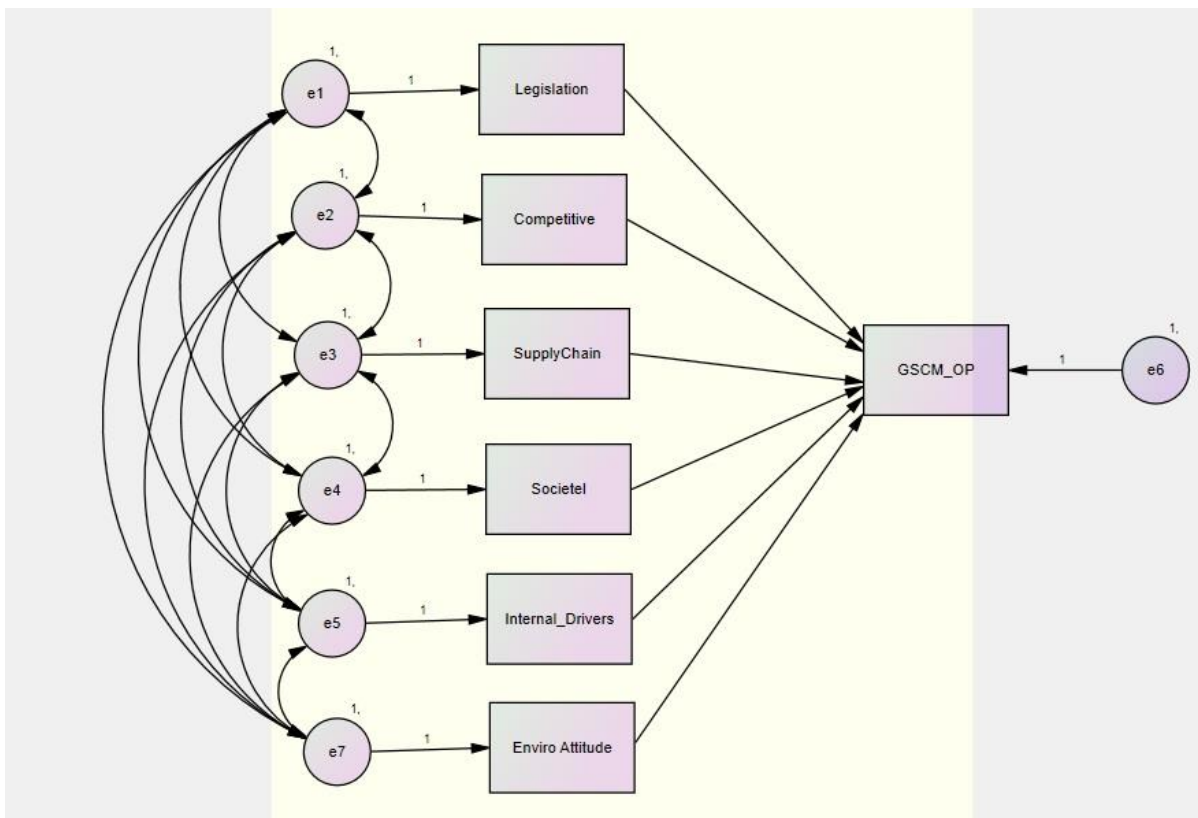 1,
e1
1
Legislation
1,
e2
1
Competitive
1,
e3
1
SupplyChain
1,
e4
1
Societel
1,
e5
1
Internal_Drivers
1,
e7
1
Enviro Attitude
GSCM_OP
1
1,
e6